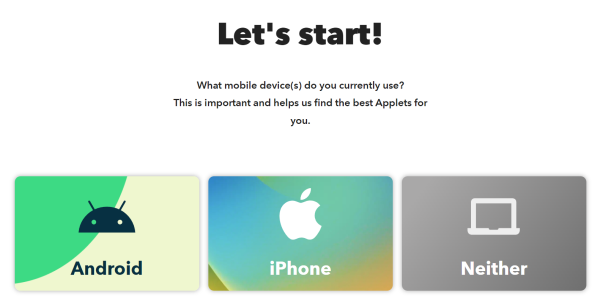 Let's start!
What mobile device(s) do you currently use?
This is important and helps us find the best Applets for
you.
Android
iPhone
Neither